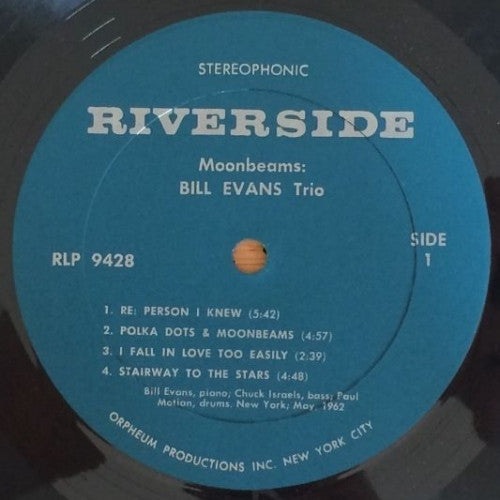 STEREOPHONIC
RIVERSIDE
Moonbeams:
BILL EVANS Trio
RLP 9428
SIDE
1
1. RE: PERSON I KNEW (5:42)
2. POLKA DOTS & MOONBEAMS (4:57)
3. I FALL IN LOVE TOO EASILY (2:39)
4. STAIRWAY TO THE STARS (4:48)
Bill Evans, piano; Chuck Israels, bass; Paul
Motian, drums. New York; May, 1962
ORPHEUM PRODUCTIONS INC. NEW YORK CITY